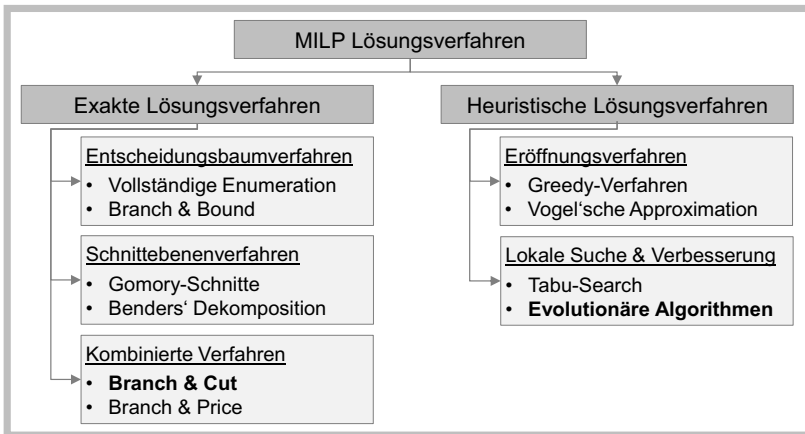 MILP Lösungsverfahren
Exakte Lösungsverfahren
Entscheidungsbaumverfahren
• Vollständige Enumeration
• Branch & Bound
Schnittebenenverfahren
• Gomory-Schnitte
• Benders‘ Dekomposition
Kombinierte Verfahren
• Branch & Cut
• Branch & Price
Heuristische Lösungsverfahren
Eröffnungsverfahren
• Greedy-Verfahren
• Vogel‘sche Approximation
Lokale Suche & Verbesserung
• Tabu-Search
• Evolutionäre Algorithmen